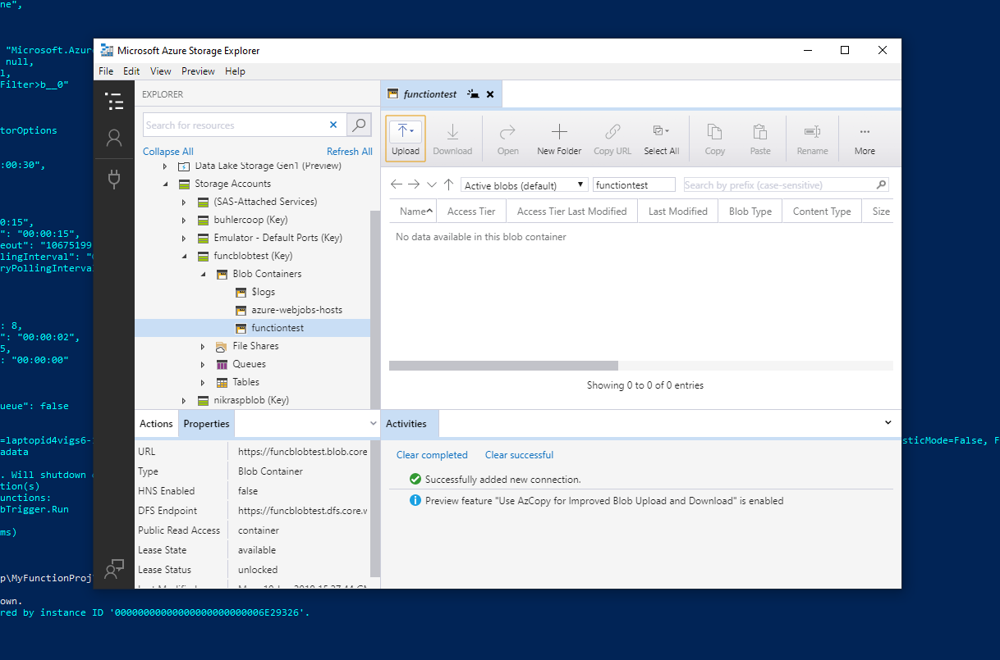 ne",
"Microsoft.Azure
null,
l,
Filter>b__0"
torOptions
:00:30",
0:15",
": "00:00:15",
eout": "10675199
llingInterval": "
ryPollingInterva
: 8,
": "00:00:02",
5,
: "00:00:00"
ueue": false
=laptopid4vigs6-
sticMode=False, F
adata
. Will shutdown
tion(s)
unctions:
bTrigger.Run
ms)
p\MyFunctionProj
own.
red by instance ID '0000000000000000000000006E29326'.
Microsoft Azure Storage Explorer
File Edit View Preview Help
EXPLORER
Search for resources
Collapse All Refresh All
Data Lake Storage Gen1 (Preview)
Storage Accounts
(SAS-Attached Services)
buhlercoop (Key)
Emulator - Default Ports (Key)
funcblobtest (Key)
Blob Containers
$logs
azure-webjobs-hosts
functiontest
File Shares
Queues
Tables
nikraspblob (Key)
functiontest
Upload Download Open New Folder Copy URL Select All Copy Paste Rename More
Active blobs (default) functiontest Search by prefix (case-sensitive)
Name Access Tier Access Tier Last Modified Last Modified Blob Type Content Type Size
No data available in this blob container
Showing 0 to 0 of 0 entries
Actions Properties
URL https://funcblobtest.blob.core
Type Blob Container
HNS Enabled false
DFS Endpoint https://funcblobtest.dfs.core.w
Public Read Access container
Lease State available
Lease Status unlocked
Activities
Clear completed Clear successful
Successfully added new connection.
Preview feature "Use AzCopy for Improved Blob Upload and Download" is enabled